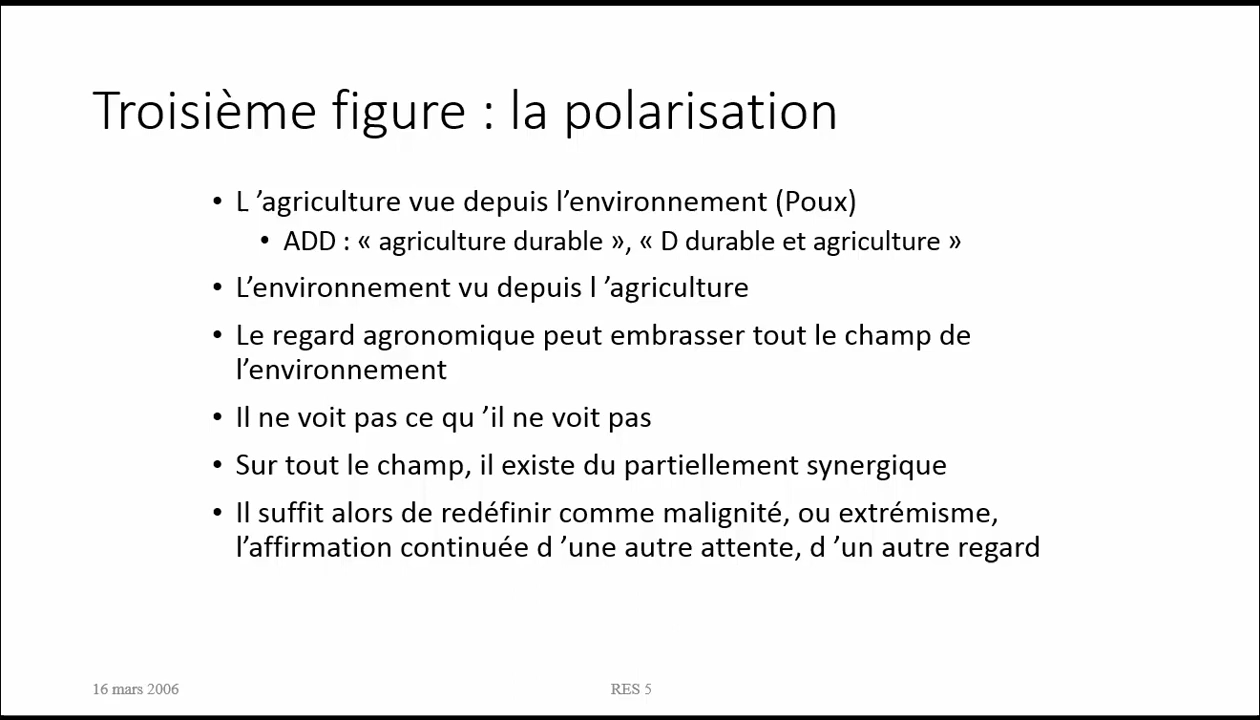 Troisième figure : la polarisation
• L ’agriculture vue depuis l’environnement (Poux)
• ADD : « agriculture durable », « D durable et agriculture »
• L’environnement vu depuis l ’agriculture
• Le regard agronomique peut embrasser tout le champ de
l’environnement
• Il ne voit pas ce qu ’il ne voit pas
• Sur tout le champ, il existe du partiellement synergique
• Il suffit alors de redéfinir comme malignité, ou extrémisme,
l’affirmation continuée d ’une autre attente, d ’un autre regard
16 mars 2006
RES 5